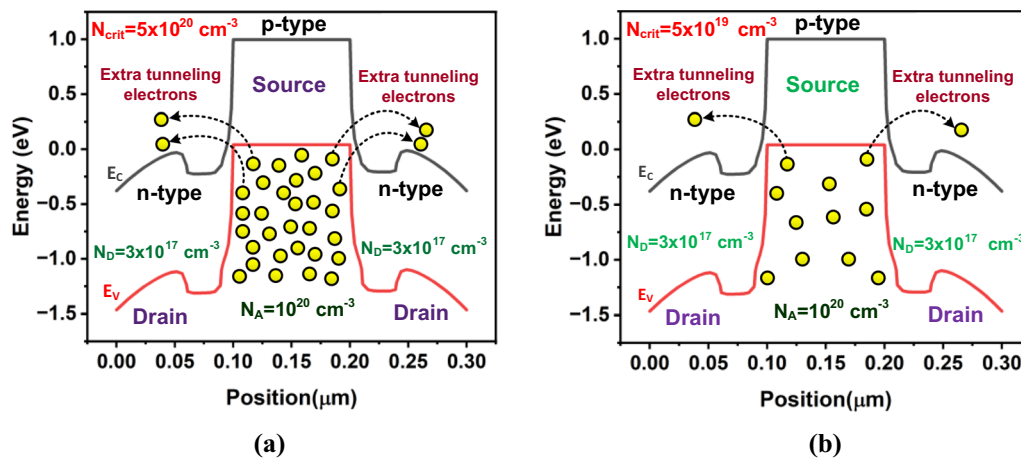 N_crit=5x10^20 cm^-3
p-type
Extra tunneling
electrons
Source
Extra tunneling
electrons
E_C
n-type
n-type
N_D=3x10^17 cm^-3
N_D=3x10^17 cm^-3
E_V
Drain
N_A=10^20 cm^-3
Drain
Energy (eV)
1.0
0.5
0.0
−0.5
−1.0
−1.5
0.00 0.05 0.10 0.15 0.20 0.25 0.30
Position(μm)
(a)
N_crit=5x10^19 cm^-3
p-type
Extra tunneling
electrons
Source
Extra tunneling
electrons
E_C
n-type
n-type
N_D=3x10^17 cm^-3
N_D=3x10^17 cm^-3
E_V
Drain
N_A=10^20 cm^-3
Drain
Energy (eV)
1.0
0.5
0.0
−0.5
−1.0
−1.5
0.00 0.05 0.10 0.15 0.20 0.25 0.30
Position(μm)
(b)